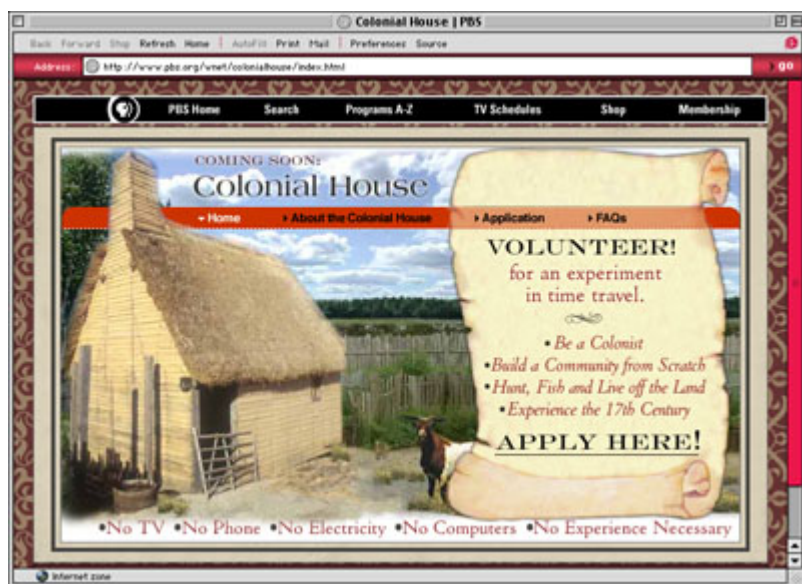 Colonial House | PBS
Back Forward Stop Refresh Home AutoFill Print Mail Preferences Source
Address: http://www.pbs.org/wnet/colonialhouse/index.html go
PBS Home Search Programs A-Z TV Schedules Shop Membership
COMING SOON:
Colonial House
Home About the Colonial House Application FAQs
VOLUNTEER!
for an experiment
in time travel.
•Be a Colonist
•Build a Community from Scratch
•Hunt, Fish and Live off the Land
•Experience the 17th Century
APPLY HERE!
•No TV •No Phone •No Electricity •No Computers •No Experience Necessary
Internet zone